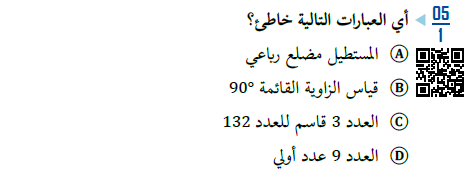 05
1
أي العبارات التالية خاطئ؟
A المستطيل مضلع رباعي
B قياس الزاوية القائمة °90
C العدد 3 قاسم للعدد 132
D العدد 9 عدد أولي